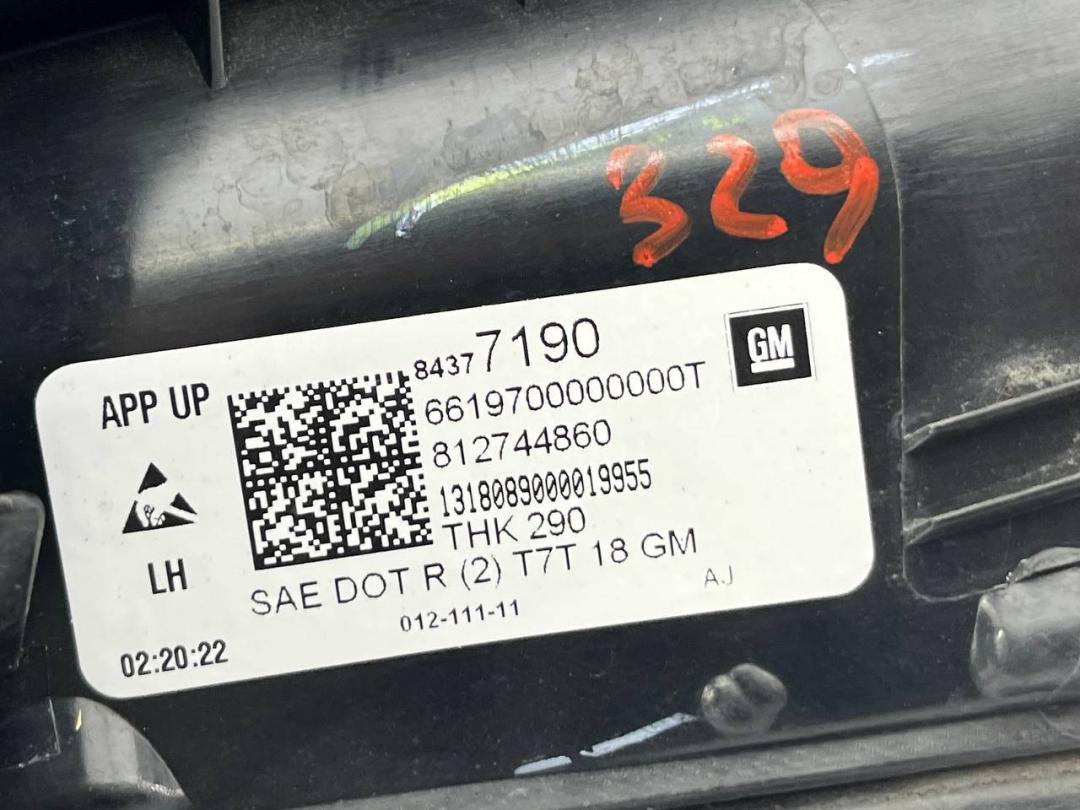 329
84377190
GM
APP UP
6619700000000T
812744860
1318089000019955
THK 290
LH
SAE DOT R (2) T7T 18 GM
AJ
012-111-11
02:20:22